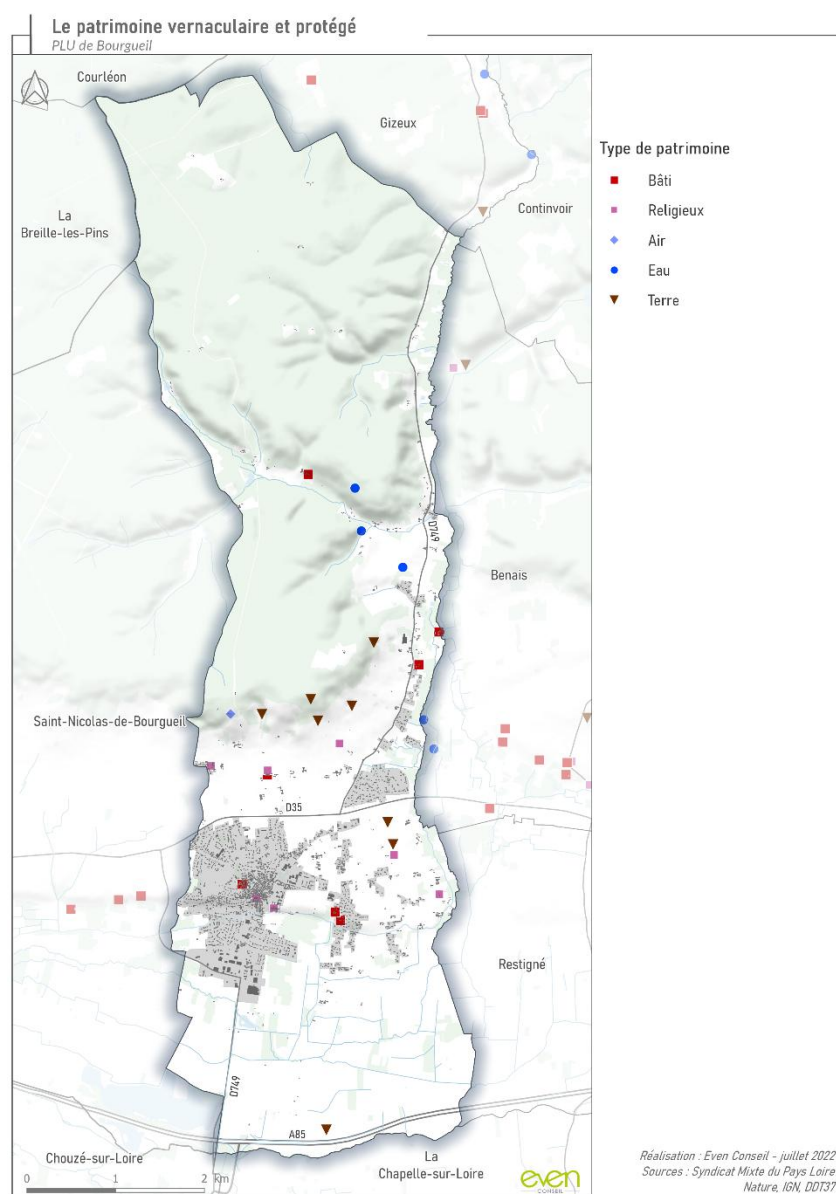 Le patrimoine vernaculaire et protégé
PLU de Bourgueil
Courléon
Gizeux
Type de patrimoine
Bâti
Religieux
Air
Eau
Terre
Continvoir
La
Breille-les-Pins
D749
Benais
Saint-Nicolas-de-Bourgueil
D35
Restigné
D749
A85
Chouzé-sur-Loire
La
Chapelle-sur-Loire
0 1 2 km
even
CONSEIL
Réalisation : Even Conseil - juillet 2022
Sources : Syndicat Mixte du Pays Loire
Nature, IGN, DDT37